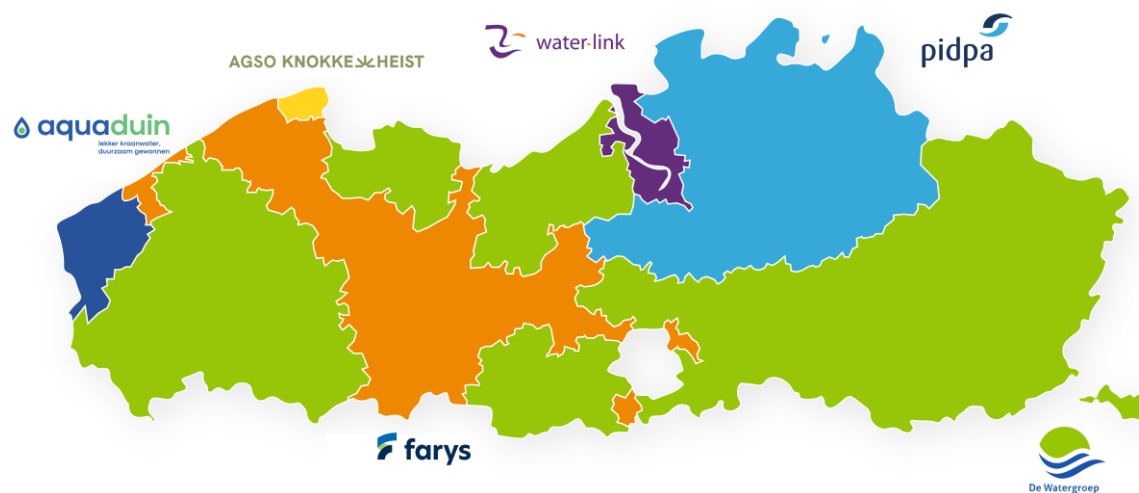 water-link
pidpa
AGSO KNOKKE HEIST
aquaduin
lekker kraanwater,
duurzaam gewonnen
farys
De Watergroep